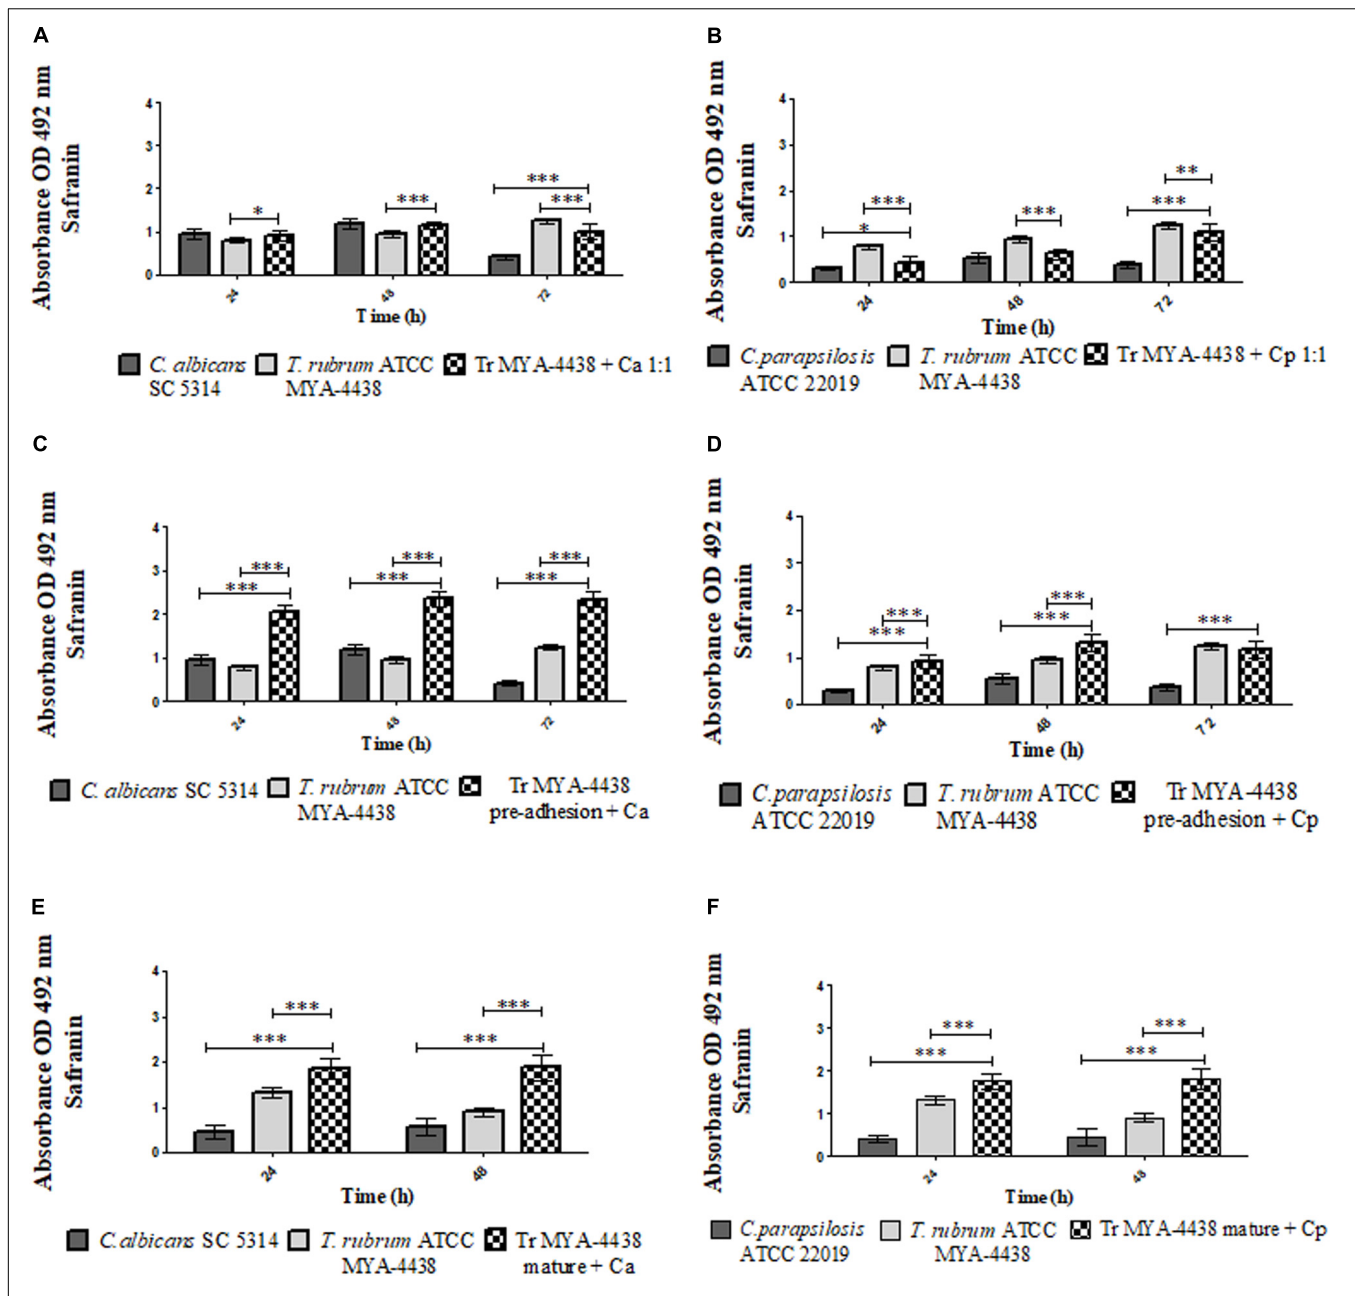 A
Absorbance OD 492 nm
Safranin
4
3
2
1
0
*
***
***
***
24
48
72
Time (h)
C. albicans
SC 5314
T. rubrum ATCC
MYA-4438
Tr MYA-4438 + Ca 1:1
B
Absorbance OD 492 nm
Safranin
4
3
2
1
0
***
*
***
**
***
24
48
72
Time (h)
C.parapsilosis
ATCC 22019
T. rubrum ATCC
MYA-4438
Tr MYA-4438 + Cp 1:1
C
Absorbance OD 492 nm
Safranin
4
3
2
1
0
***
***
***
***
***
***
24
48
72
Time (h)
C. albicans SC 5314
T. rubrum ATCC
MYA-4438
Tr MYA-4438
pre-adhesion + Ca
D
Absorbance OD 492 nm
Safranin
4
3
2
1
0
***
***
***
***
***
24
48
72
Time (h)
C.parapsilosis
ATCC 22019
T. rubrum ATCC
MYA-4438
Tr MYA-4438
pre-adhesion + Cp
E
Absorbance OD 492 nm
Safranin
4
3
2
1
0
***
***
***
***
24
48
Time (h)
C.albicans SC 5314
T. rubrum ATCC
MYA-4438
Tr MYA-4438
mature + Ca
F
Absorbance OD 492 nm
Safranin
4
3
2
1
0
***
***
***
***
24
48
Time (h)
C.parapsilosis
ATCC 22019
T. rubrum ATCC
MYA-4438
Tr MYA-4438 mature + Cp